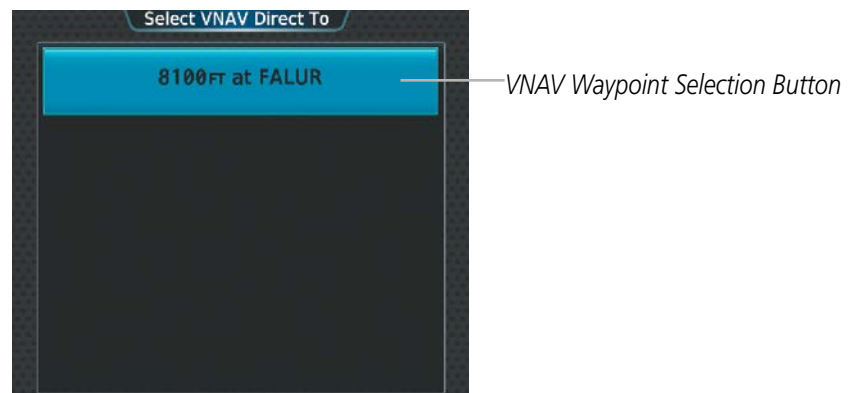 Select VNAV Direct To
8100FT at FALUR
VNAV Waypoint Selection Button